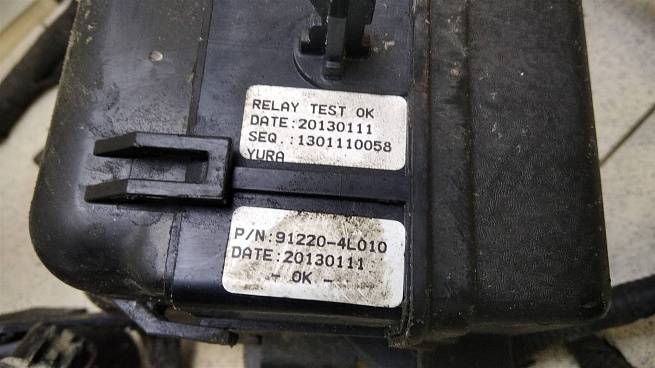 RELAY TEST OK
DATE:20130111
SEQ.:1301110058
YURA
P/N:91220-4L010
DATE:20130111
- OK -